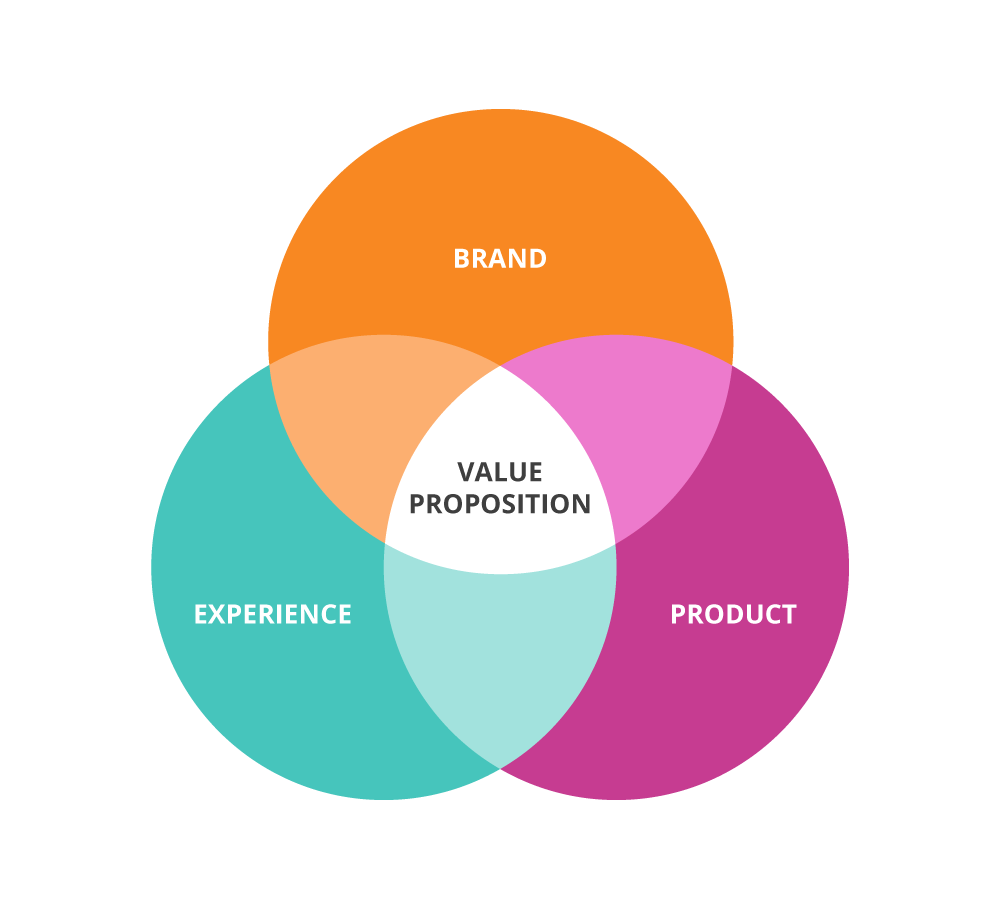 BRAND
VALUE
PROPOSITION
EXPERIENCE
PRODUCT